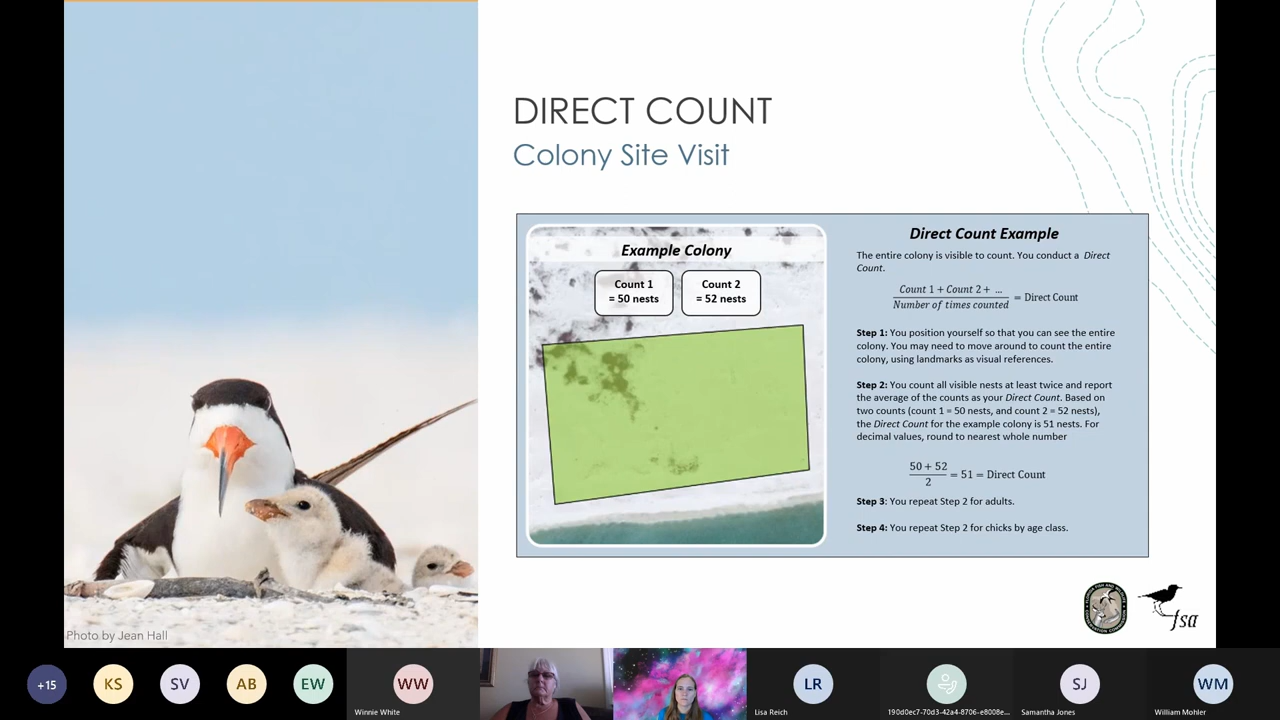 DIRECT COUNT
Colony Site Visit
Example Colony
Count 1
= 50 nests
Count 2
= 52 nests
Direct Count Example
The entire colony is visible to count. You conduct a Direct
Count.
Count 1 + Count 2 + ...
Number of times counted
= Direct Count
Step 1: You position yourself so that you can see the entire
colony. You may need to move around to count the entire
colony, using landmarks as visual references.
Step 2: You count all visible nests at least twice and report
the average of the counts as your Direct Count. Based on
two counts (count 1 = 50 nests, and count 2 = 52 nests),
the Direct Count for the example colony is 51 nests. For
decimal values, round to nearest whole number
50 + 52
2
= 51 = Direct Count
Step 3: You repeat Step 2 for adults.
Step 4: You repeat Step 2 for chicks by age class.
Photo by Jean Hall
fsa
+15
KS
SV
AB
EW
WW
Winnie White
LR
Lisa Reich
190d0ec7-70d3-42a4-8706-e8008e...
SJ
Samantha Jones
WM
William Mohler